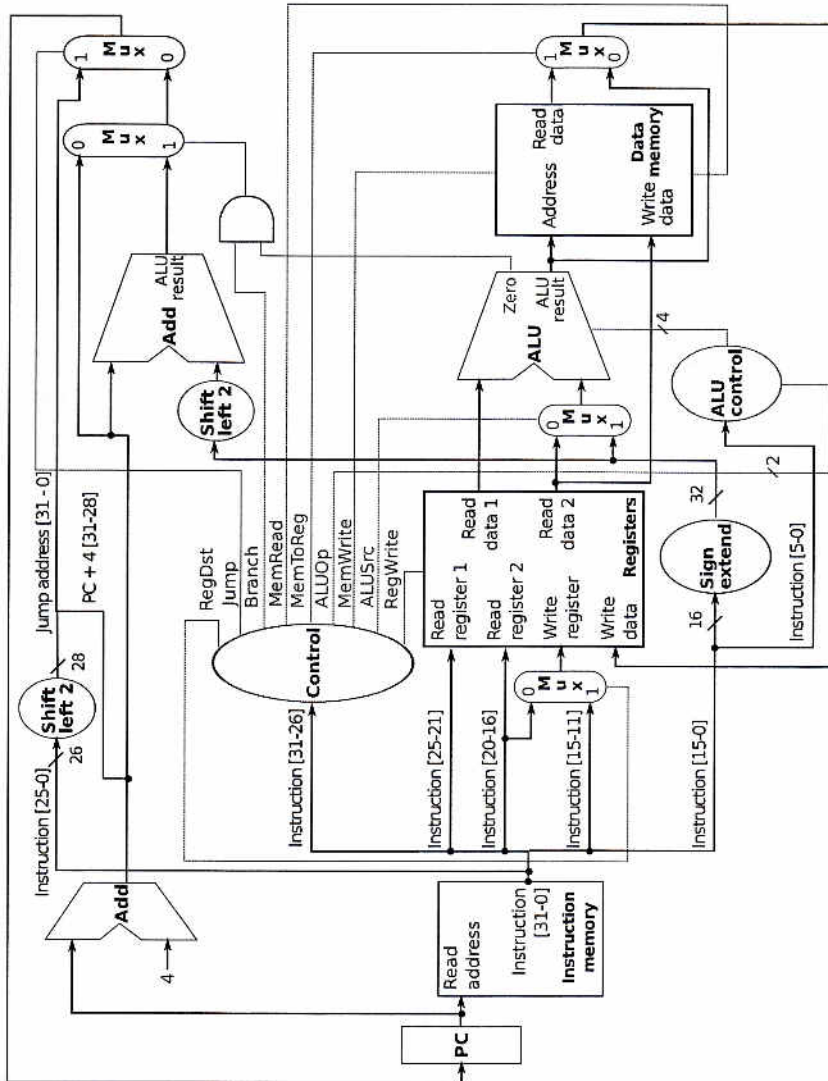 Instruction [25-0]
26
Shift
left 2
28
Jump address [31 - 0]
PC + 4 [31-28]
Add
4
Add
ALU
result
Shift
left 2
0
M
u
x
1
1
M
u
x
0
RegDst
Jump
Branch
MemRead
MemToReg
ALUOp
MemWrite
ALUSrc
RegWrite
Control
Instruction [31-26]
Instruction [25-21]
Instruction [20-16]
Instruction [15-11]
Instruction [15-0]
Instruction [5-0]
PC
Read
address
Instruction
[31-0]
Instruction
memory
0
M
u
x
1
Read
register 1
Read
register 2
Write
register
Write
data
Read
data 1
Read
data 2
Registers
0
M
u
x
1
Zero
ALU
ALU
result
Address
Read
data
Write
data
Data
memory
1
M
u
x
0
16
Sign
extend
32
ALU
control
2
4